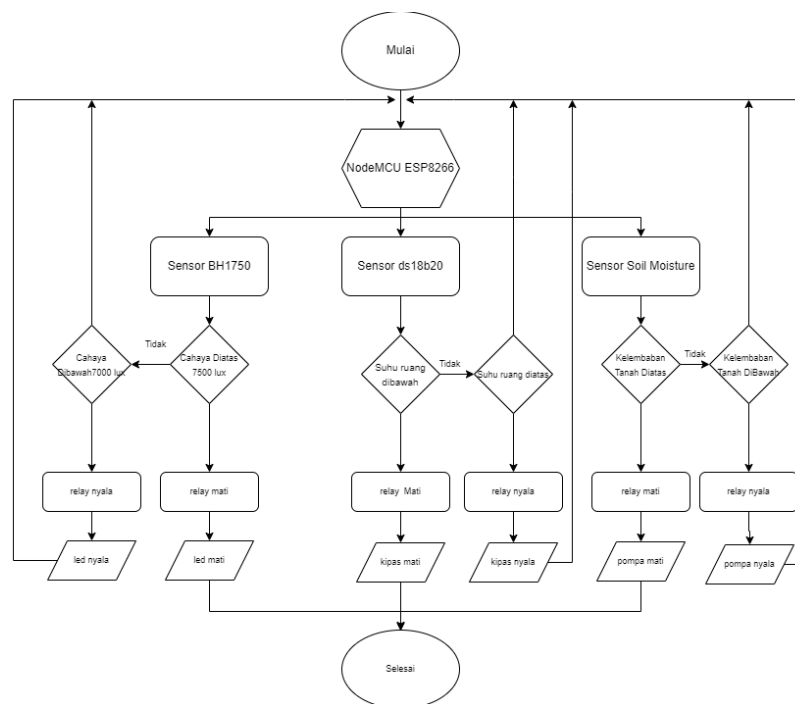 Mulai
NodeMCU ESP8266
Sensor BH1750
Sensor ds18b20
Sensor Soil Moisture
Cahaya
Dibawah7000 lux
Tidak
Cahaya Diatas
7500 lux
Suhu ruang
dibawah
Tidak
Suhu ruang diatas
Kelembaban
Tanah Diatas
Tidak
Kelembaban
Tanah DiBawah
relay nyala
relay mati
relay Mati
relay nyala
relay mati
relay nyala
led nyala
led mati
kipas mati
kipas nyala
pompa mati
pompa nyala
Selesai